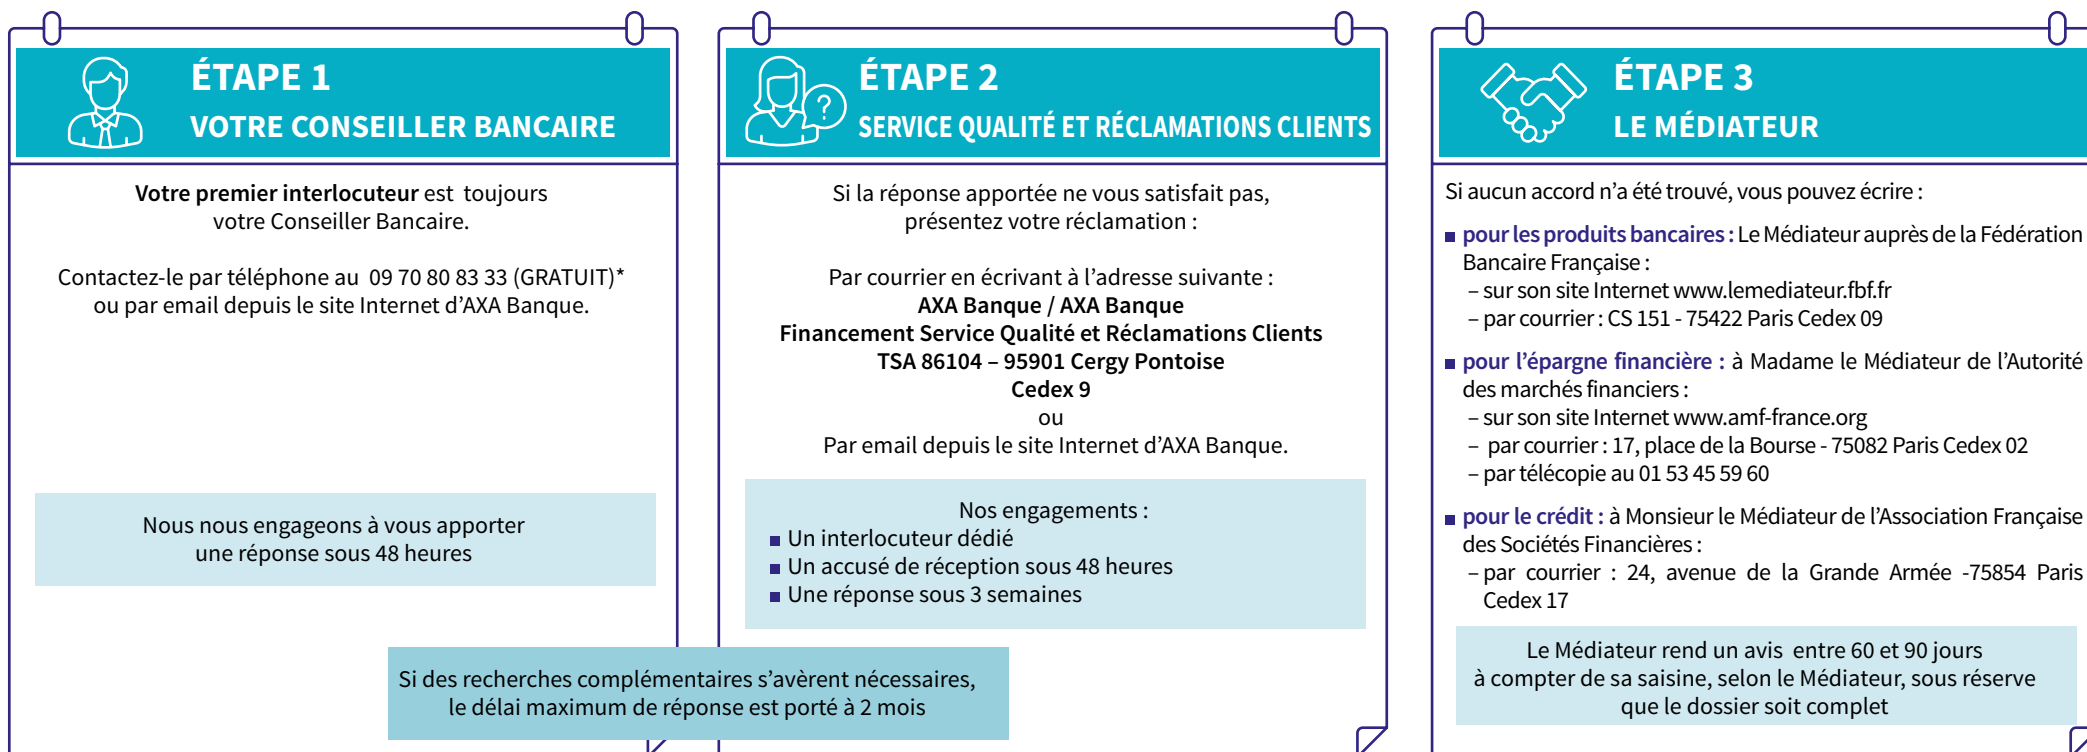 ÉTAPE 1
VOTRE CONSEILLER BANCAIRE
Votre premier interlocuteur est toujours
votre Conseiller Bancaire.
Contactez-le par téléphone au 09 70 80 83 33 (GRATUIT)*
ou par email depuis le site Internet d’AXA Banque.
Nous nous engageons à vous apporter
une réponse sous 48 heures
ÉTAPE 2
SERVICE QUALITÉ ET RÉCLAMATIONS CLIENTS
?
Si la réponse apportée ne vous satisfait pas,
présentez votre réclamation :
Par courrier en écrivant à l’adresse suivante :
AXA Banque / AXA Banque
Financement Service Qualité et Réclamations Clients
TSA 86104 – 95901 Cergy Pontoise
Cedex 9
ou
Par email depuis le site Internet d’AXA Banque.
Nos engagements :
■ Un interlocuteur dédié
■ Un accusé de réception sous 48 heures
■ Une réponse sous 3 semaines
Si des recherches complémentaires s’avèrent nécessaires,
le délai maximum de réponse est porté à 2 mois
ÉTAPE 3
LE MÉDIATEUR
Si aucun accord n’a été trouvé, vous pouvez écrire :
■ pour les produits bancaires : Le Médiateur auprès de la Fédération
Bancaire Française :
– sur son site Internet www.lemediateur.fbf.fr
– par courrier : CS 151 - 75422 Paris Cedex 09
■ pour l’épargne financière : à Madame le Médiateur de l’Autorité
des marchés financiers :
– sur son site Internet www.amf-france.org
– par courrier : 17, place de la Bourse - 75082 Paris Cedex 02
– par télécopie au 01 53 45 59 60
■ pour le crédit : à Monsieur le Médiateur de l’Association Française
des Sociétés Financières :
– par courrier : 24, avenue de la Grande Armée -75854 Paris
Cedex 17
Le Médiateur rend un avis entre 60 et 90 jours
à compter de sa saisine, selon le Médiateur, sous réserve
que le dossier soit complet